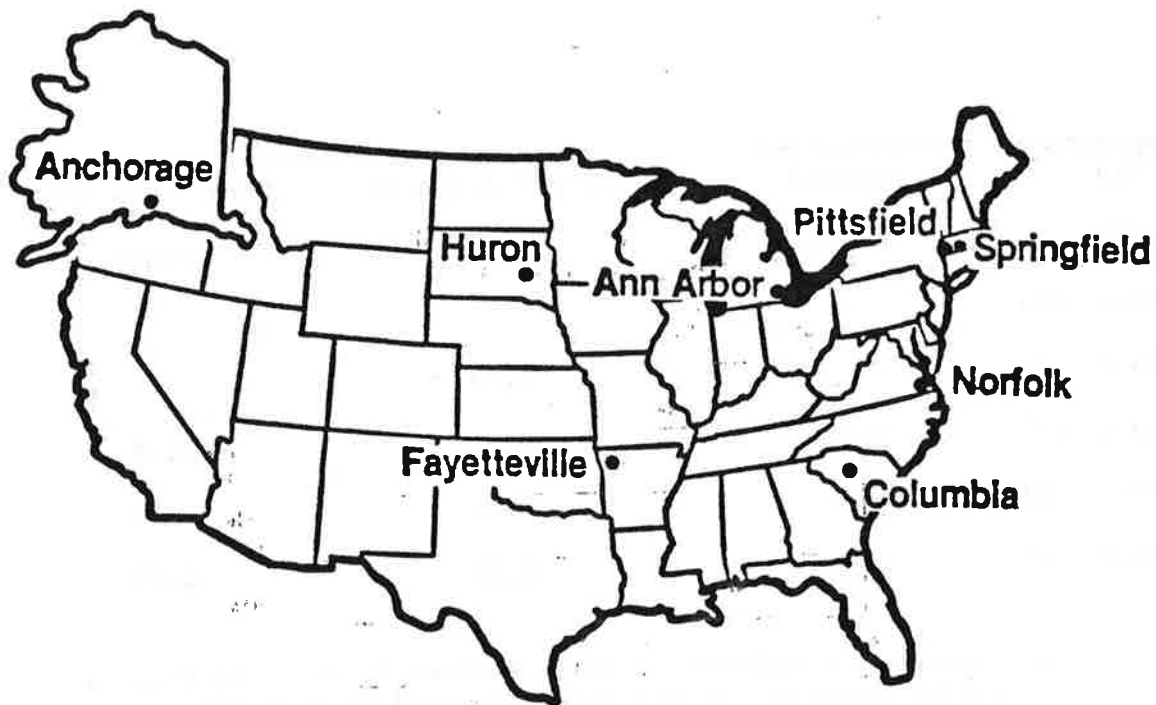 Anchorage
Pittsfield
Huron
Springfield
Ann Arbor
Norfolk
Fayetteville
Columbia